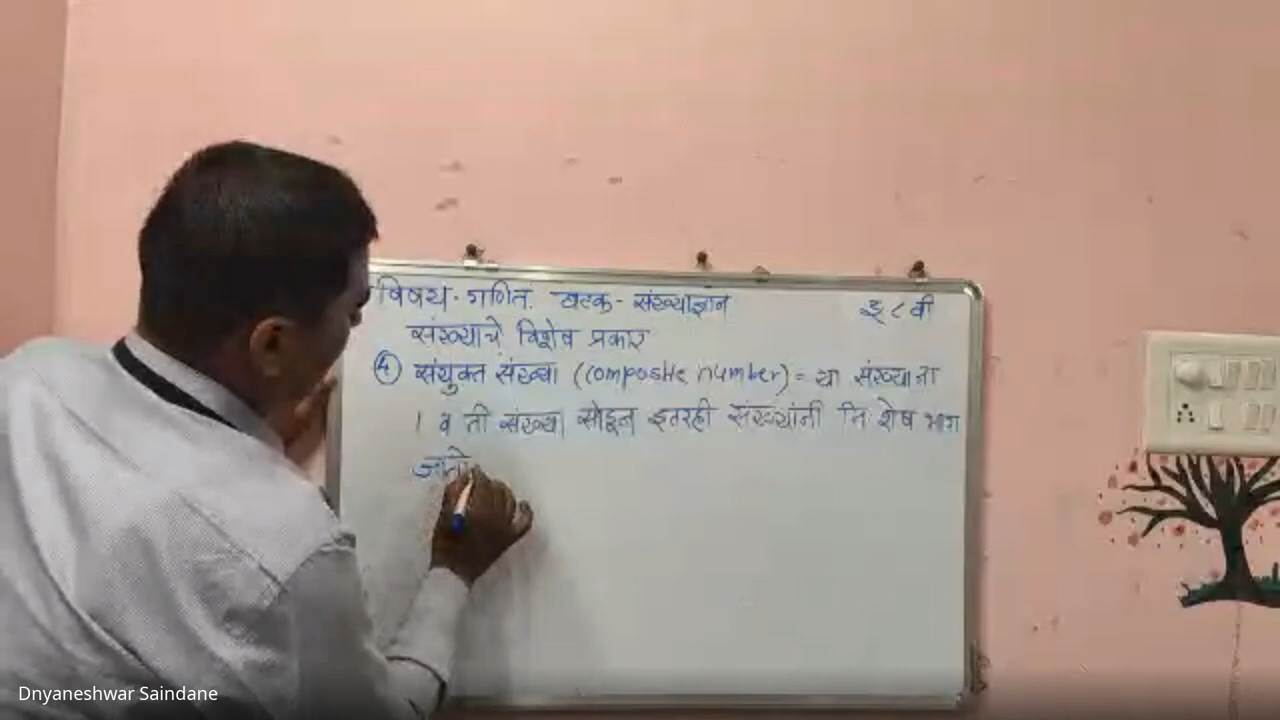 विषय - गणित. घटक - संख्याज्ञान इ ८ वी
संख्याचे विशेष प्रकार
④ संयुक्त संख्या (Composite number) = या संख्याना
1 व ती संख्या सोडून इतरही संख्यांनी नि शेष भाग
जातो
Dnyaneshwar Saindane